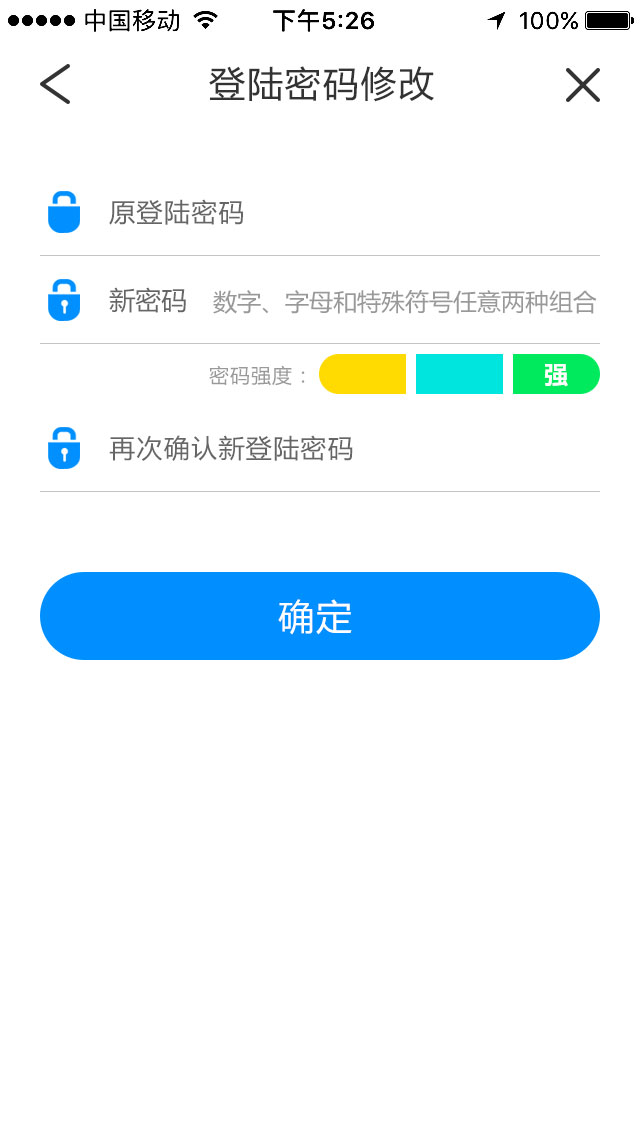 中国移动 下午5:26 100%
登陆密码修改
原登陆密码
新密码 数字、字母和特殊符号任意两种组合
密码强度： 强
再次确认新登陆密码
确定